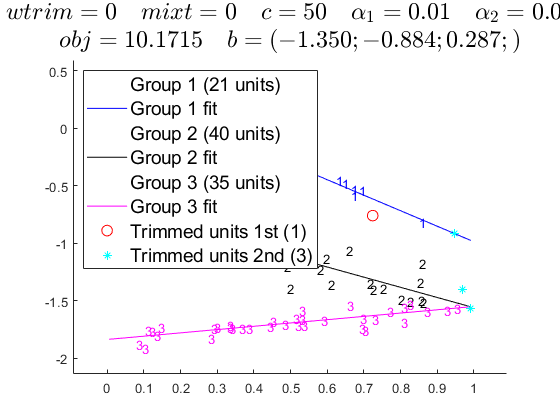 wtrim = 0 mixt = 0 c = 50 α₁ = 0.01 α₂ = 0.0
obj = 10.1715 b = (−1.350; −0.884; 0.287; )
0.5
0
-0.5
-1
-1.5
-2
Group 1 (21 units)
Group 1 fit
Group 2 (40 units)
Group 2 fit
Group 3 (35 units)
Group 3 fit
Trimmed units 1st (1)
Trimmed units 2nd (3)
0 0.1 0.2 0.3 0.4 0.5 0.6 0.7 0.8 0.9 1